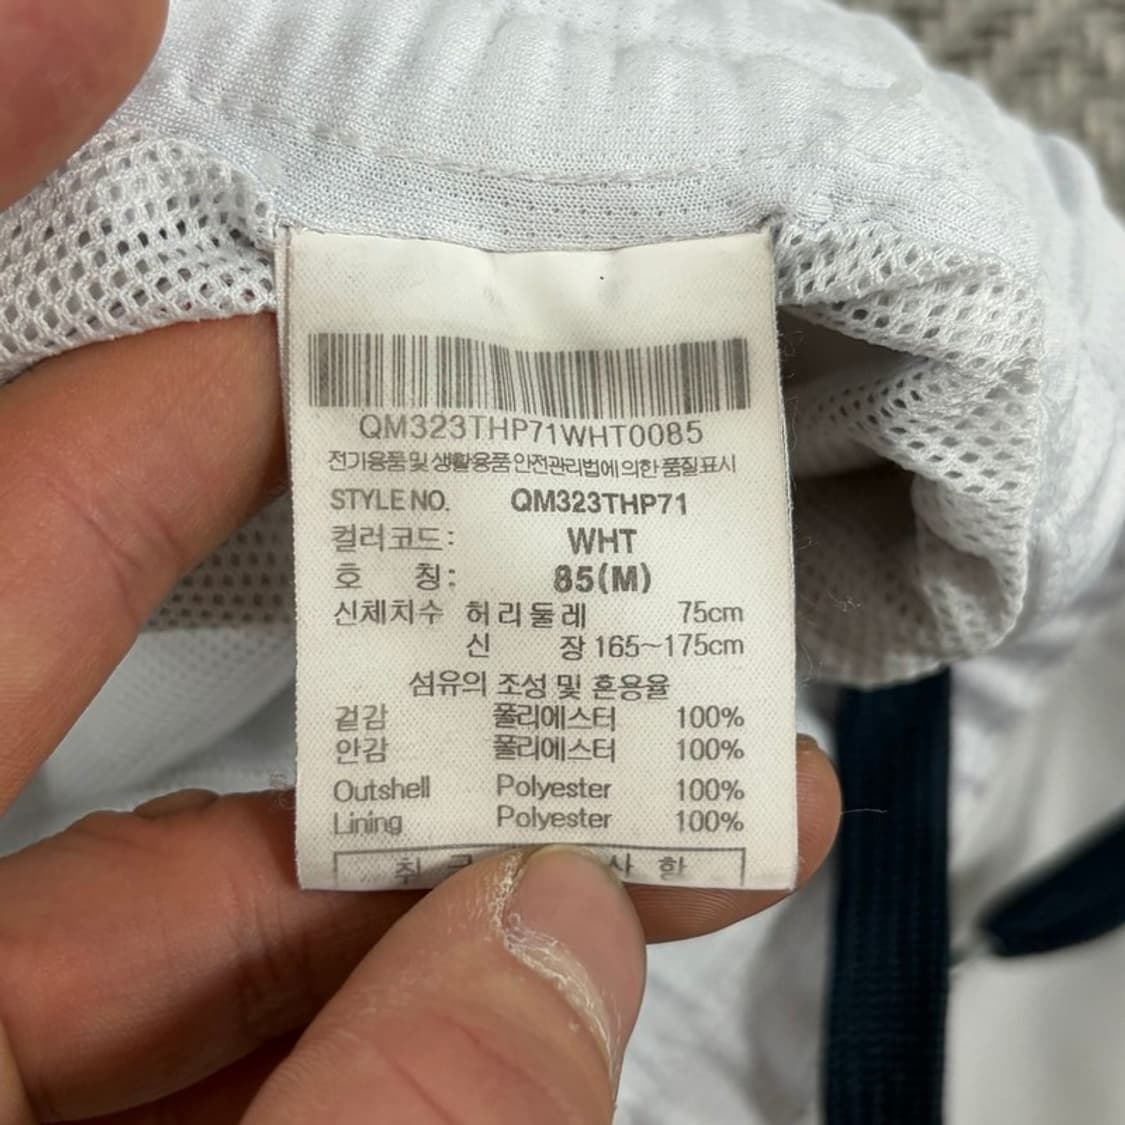 QM323THP71WHT0085
전기용품및 생활용품안전관리법에의한 품질표시
STYLE NO. QM323THP71
컬러코드: WHT
호 칭: 85(M)
신체치수 허리둘레 75cm
신 장 165~175cm
섬유의 조성 및 혼용율
겉감 폴리에스터 100%
안감 폴리에스터 100%
Outshell Polyester 100%
Lining Polyester 100%
취 사 항